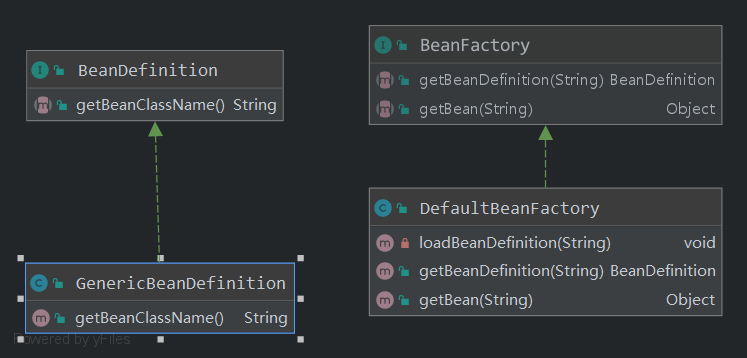 BeanDefinition
getBeanClassName() String
GenericBeanDefinition
getBeanClassName() String
Powered by yFiles
BeanFactory
getBeanDefinition(String) BeanDefinition
getBean(String) Object
DefaultBeanFactory
loadBeanDefinition(String) void
getBeanDefinition(String) BeanDefinition
getBean(String) Object